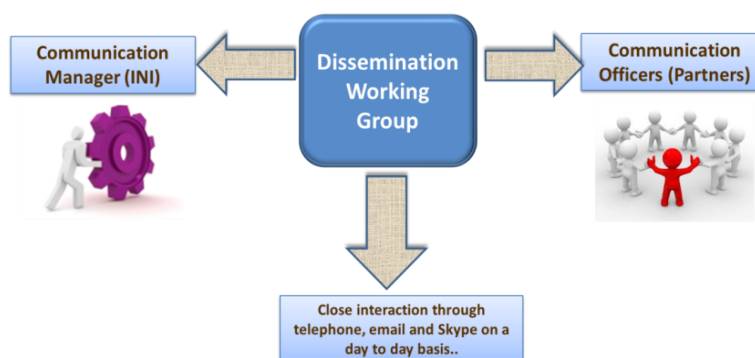 Communication
Manager (INI)
Dissemination
Working
Group
Communication
Officers (Partners)
Close interaction through
telephone, email and Skype on a
day to day basis..